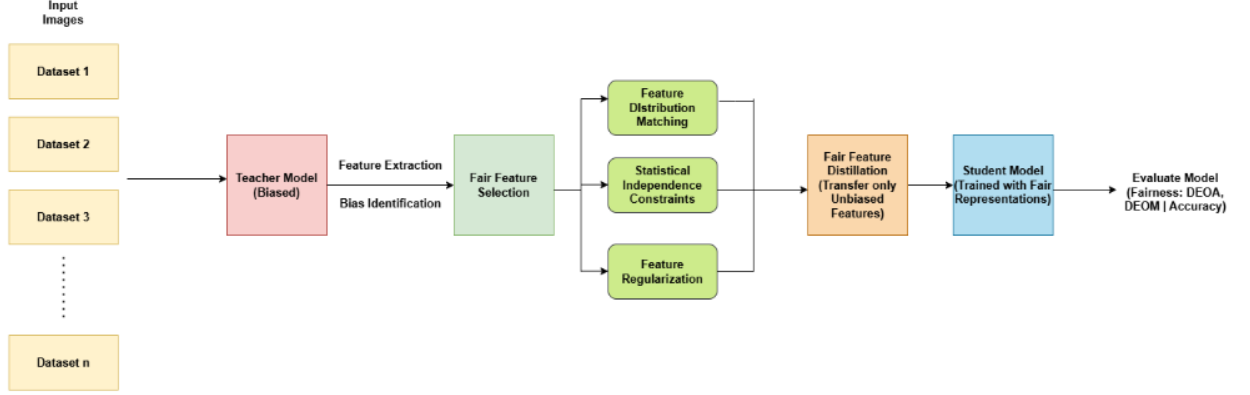 Input
Images
Dataset 1
Dataset 2
Dataset 3
Dataset n
Teacher Model
(Biased)
Feature Extraction
Bias Identification
Fair Feature
Selection
Feature
DIstribution
Matching
Statistical
Independence
Constraints
Feature
Regularization
Fair Feature
Distillation
(Transfer only
Unbiased
Features)
Student Model
(Trained with Fair
Representations)
Evaluate Model
(Fairness: DEOA,
DEOM | Accuracy)